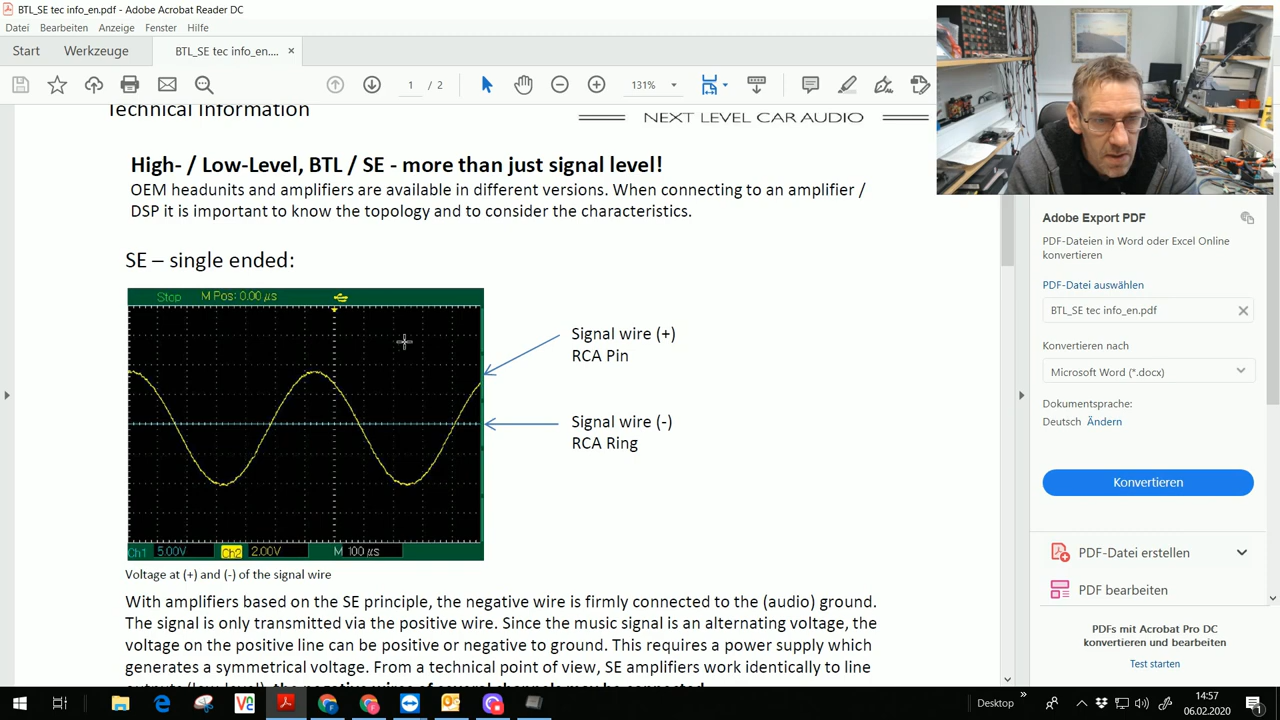 BTL_SE tec info_en.pdf - Adobe Acrobat Reader DC
Datei Bearbeiten Anzeige Fenster Hilfe
Start Werkzeuge BTL_SE tec info_en.... ×
1 / 2 131%
Technical Information
NEXT LEVEL CAR AUDIO
High- / Low-Level, BTL / SE - more than just signal level!
OEM headunits and amplifiers are available in different versions. When connecting to an amplifier /
DSP it is important to know the topology and to consider the characteristics.
SE – single ended:
Stop M Pos: 0.00 µs
Signal wire (+)
RCA Pin
Signal wire (-)
RCA Ring
Ch1 5.00V Ch2 2.00V M 100 µs
Voltage at (+) and (-) of the signal wire
With amplifiers based on the SE principle, the negative wire is firmly connected to the (audio) ground.
The signal is only transmitted via the positive wire. Since the music signal is an alternating voltage, the
voltage on the positive line can be positive or negative to ground. This requires a power supply which
generates a symmetrical voltage. From a technical point of view, SE amplifiers work identically to line
Adobe Export PDF
PDF-Dateien in Word oder Excel Online
konvertieren
PDF-Datei auswählen
BTL_SE tec info_en.pdf
Konvertieren nach
Microsoft Word (*.docx)
Dokumentsprache:
Deutsch Ändern
Konvertieren
PDF-Datei erstellen
PDF bearbeiten
PDFs mit Acrobat Pro DC
konvertieren und bearbeiten
Test starten
Desktop
14:57
06.02.2020
1